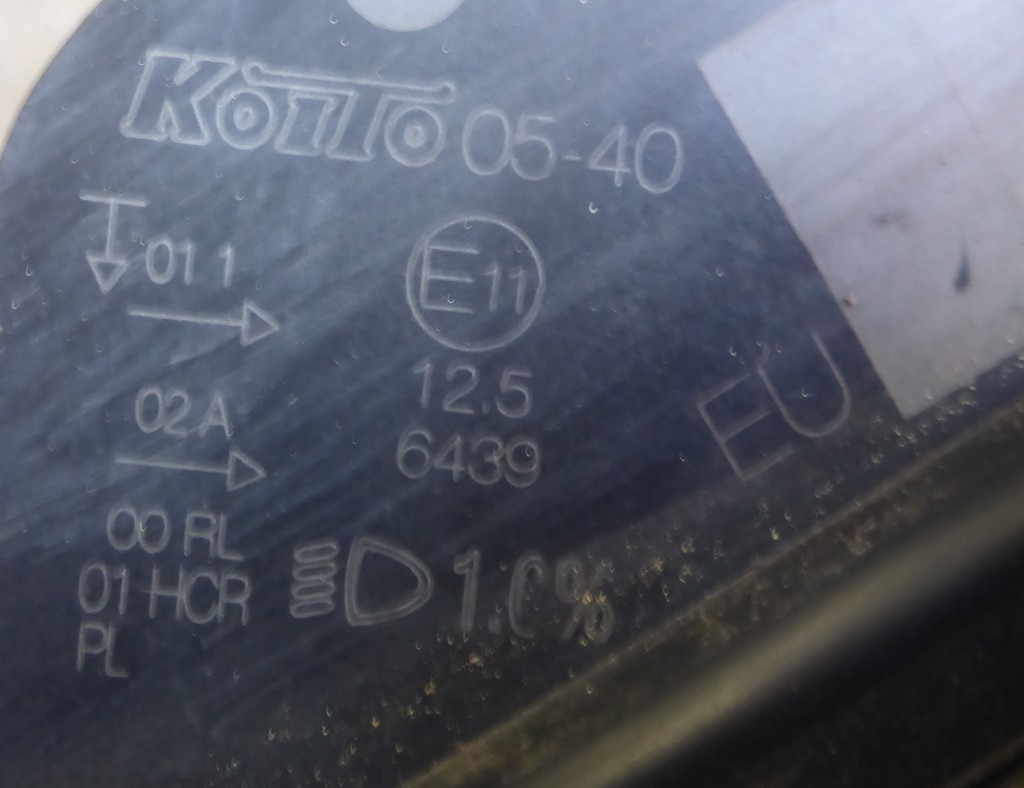 KOITO 05-40
01 1
E11
12.5
02A
6439
EU
00 RL
01 HCR
1.0%
PL